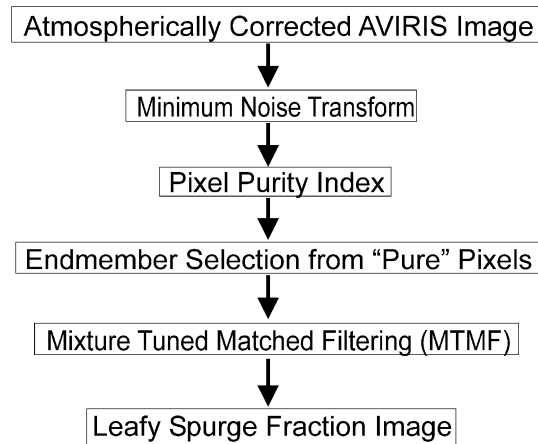 Atmospherically Corrected AVIRIS Image
Minimum Noise Transform
Pixel Purity Index
Endmember Selection from “Pure” Pixels
Mixture Tuned Matched Filtering (MTMF)
Leafy Spurge Fraction Image